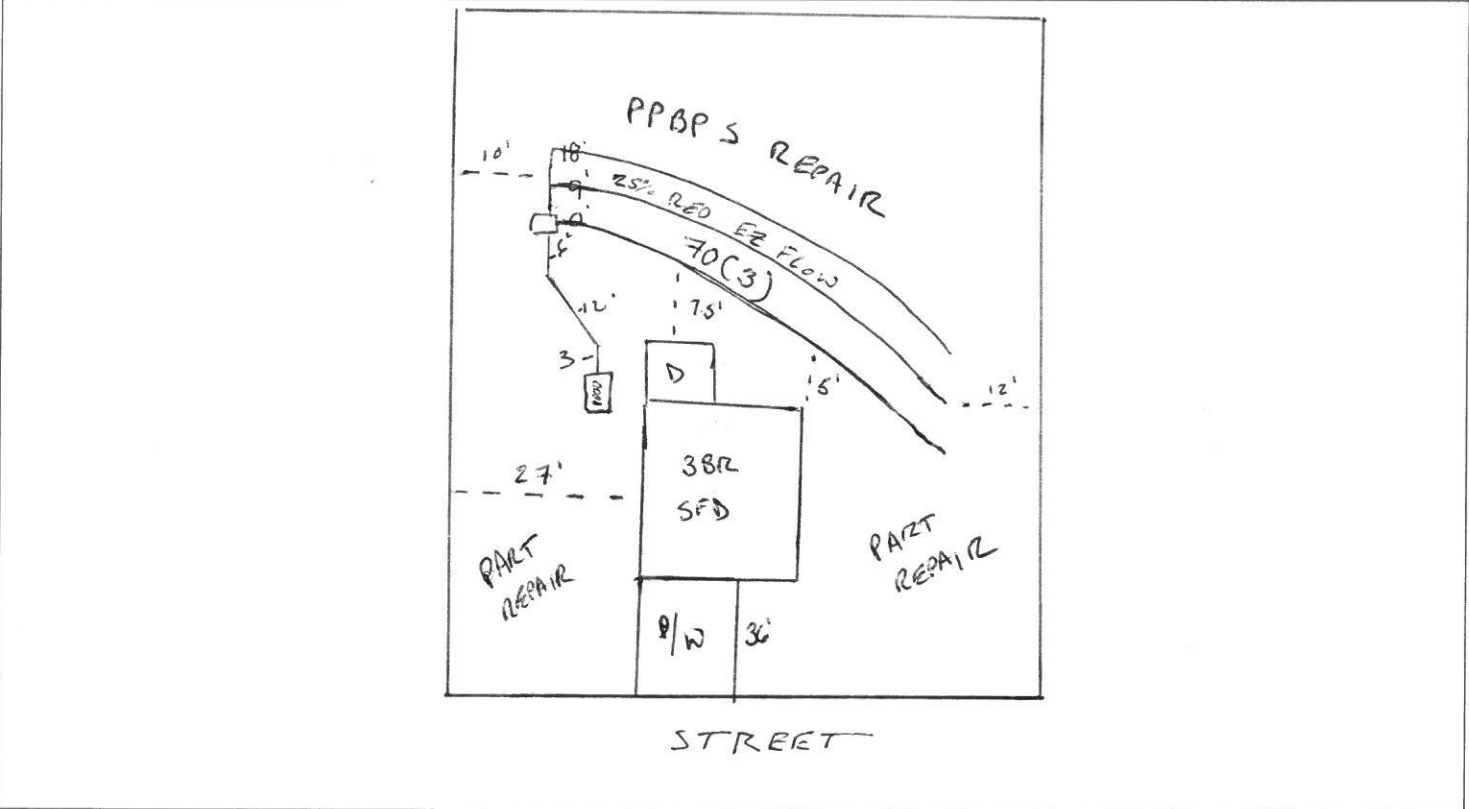 PPBPS REPAIR
10'
18'
9'
0'
25% RED EZ FLOW
70(3)
12'
7.5'
3
D
5'
12'
27'
3BR
SFD
PART
REPAIR
PART
REPAIR
D/W
36'
STREET